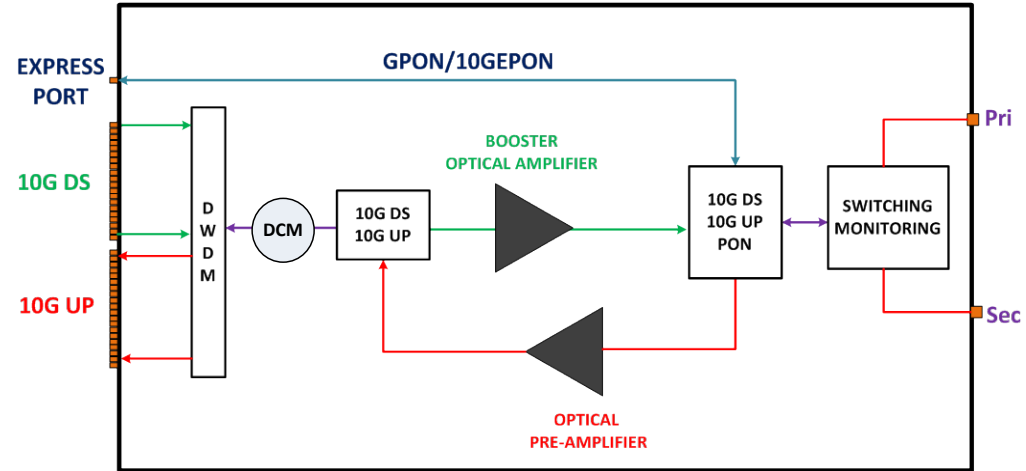 EXPRESS
PORT
GPON/10GEPON
10G DS
10G UP
D
W
D
M
DCM
10G DS
10G UP
BOOSTER
OPTICAL AMPLIFIER
OPTICAL
PRE-AMPLIFIER
10G DS
10G UP
PON
SWITCHING
MONITORING
Pri
Sec